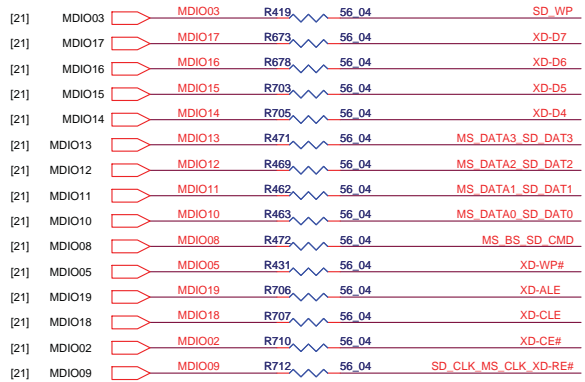 [21] MDIO03 MDIO03 R419 56_04 SD_WP
[21] MDIO17 MDIO17 R673 56_04 XD-D7
[21] MDIO16 MDIO16 R678 56_04 XD-D6
[21] MDIO15 MDIO15 R703 56_04 XD-D5
[21] MDIO14 MDIO14 R705 56_04 XD-D4
[21] MDIO13 MDIO13 R471 56_04 MS_DATA3_SD_DAT3
[21] MDIO12 MDIO12 R469 56_04 MS_DATA2_SD_DAT2
[21] MDIO11 MDIO11 R462 56_04 MS_DATA1_SD_DAT1
[21] MDIO10 MDIO10 R463 56_04 MS_DATA0_SD_DAT0
[21] MDIO08 MDIO08 R472 56_04 MS_BS_SD_CMD
[21] MDIO05 MDIO05 R431 56_04 XD-WP#
[21] MDIO19 MDIO19 R706 56_04 XD-ALE
[21] MDIO18 MDIO18 R707 56_04 XD-CLE
[21] MDIO02 MDIO02 R710 56_04 XD-CE#
[21] MDIO09 MDIO09 R712 56_04 SD_CLK_MS_CLK_XD-RE#